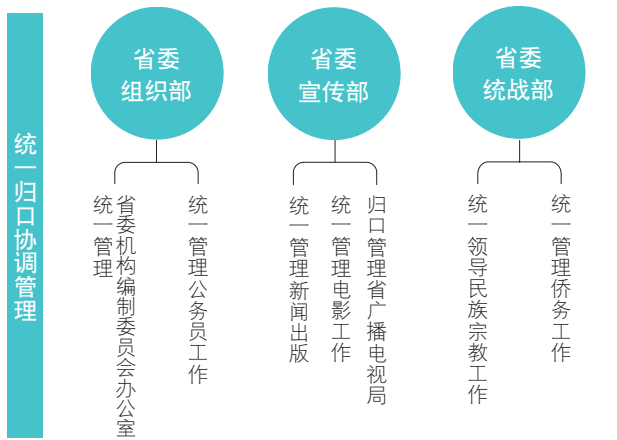 统一归口协调管理
省委
组织部
统一管理
省委机构编制委员会办公室
统一管理公务员工作
省委
宣传部
统一管理新闻出版
统一管理电影工作
归口管理省广播电视局
省委
统战部
统一领导民族宗教工作
统一管理侨务工作